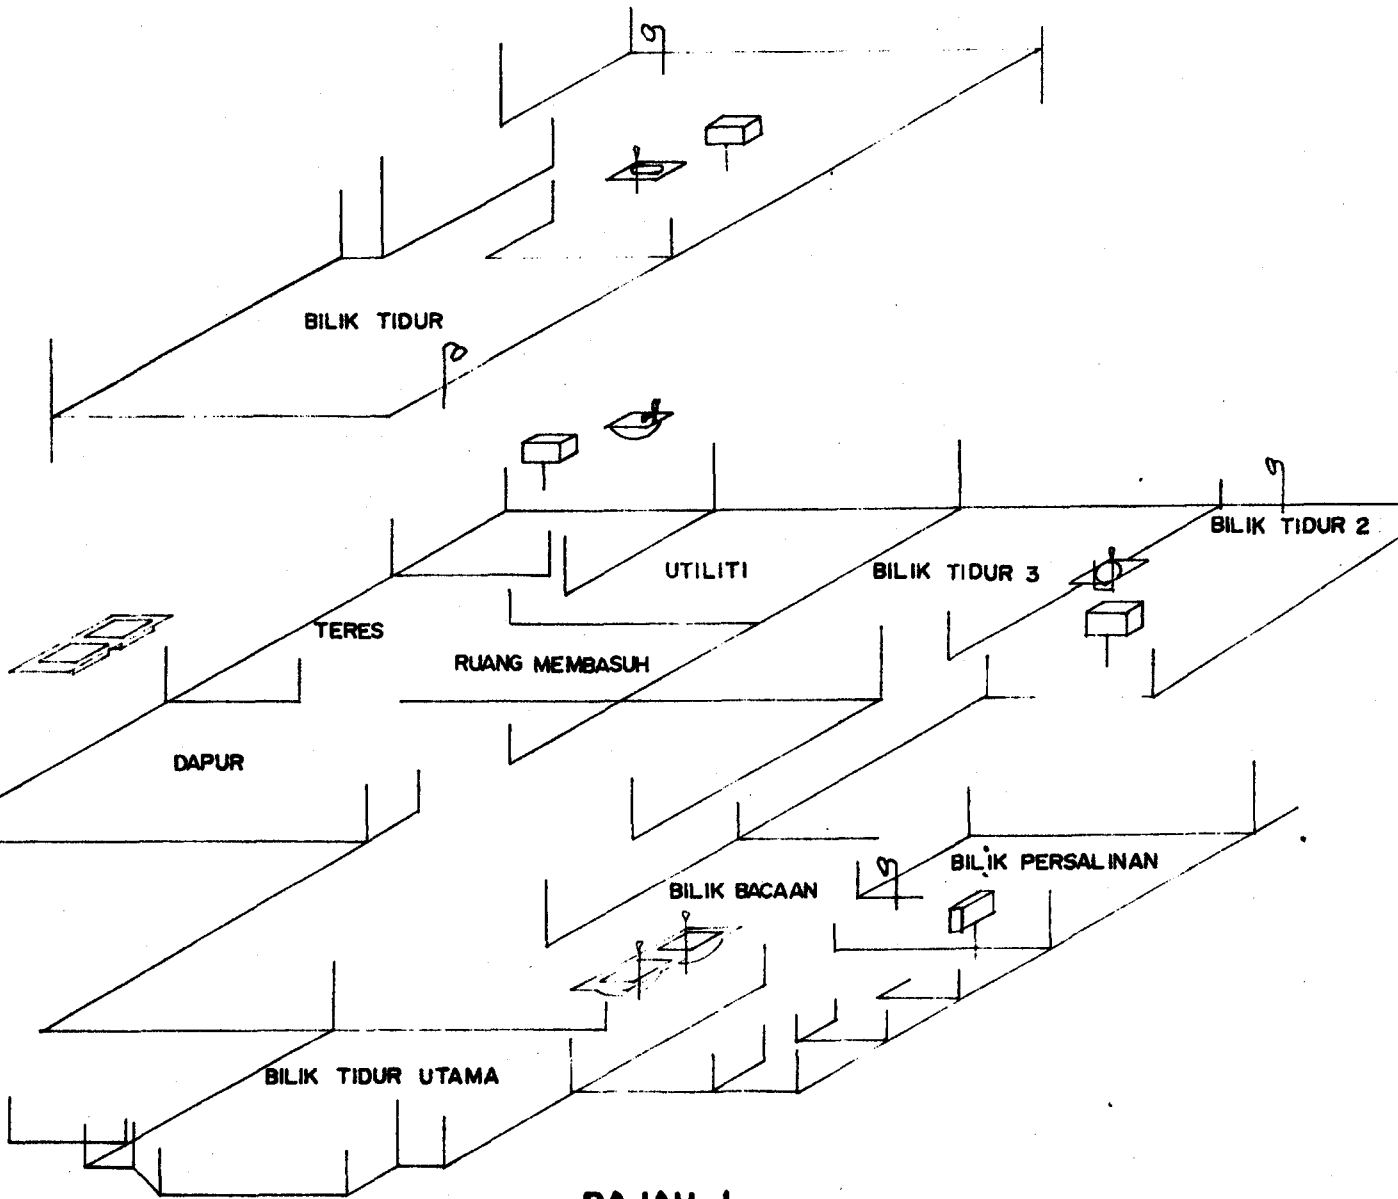 BILIK TIDUR
BILIK TIDUR 2
UTILITI
BILIK TIDUR 3
TERES
RUANG MEMBASUH
DAPUR
BILIK PERSALINAN
BILIK BACAAN
BILIK TIDUR UTAMA